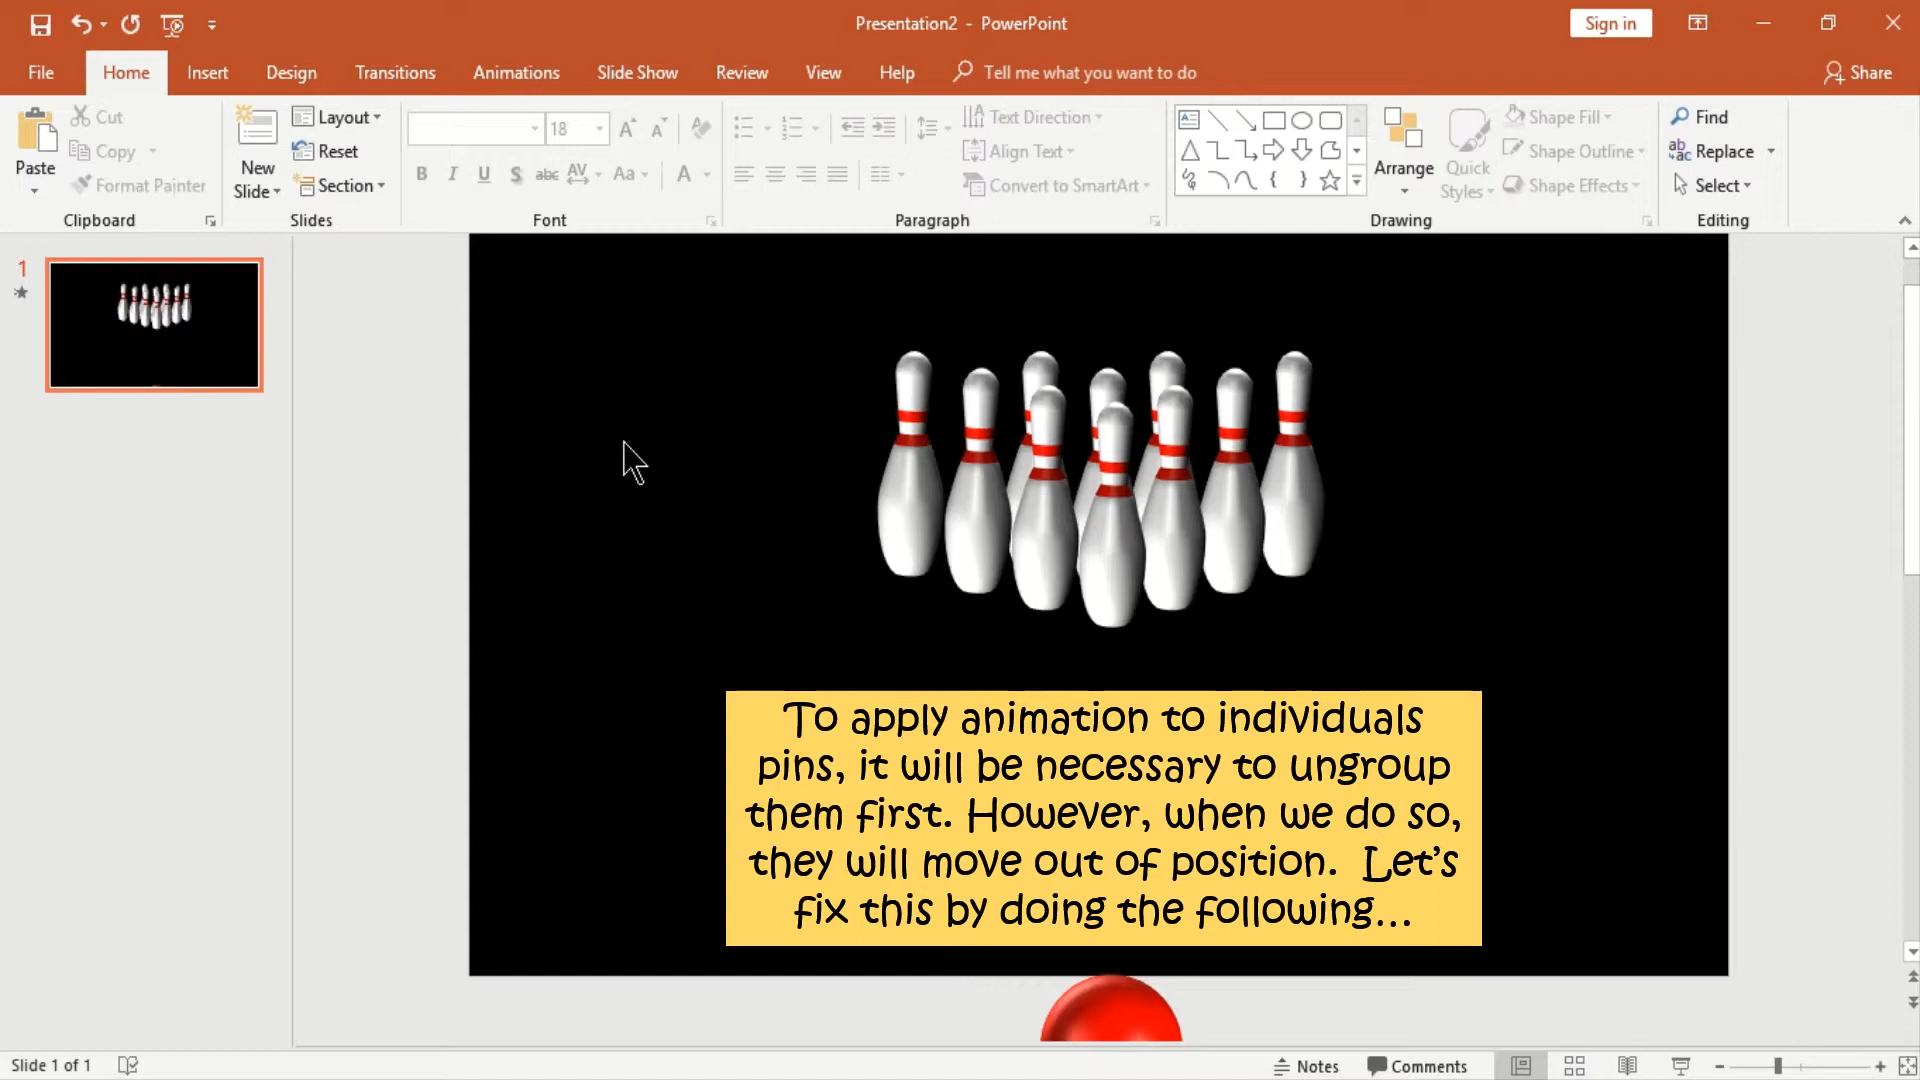 Presentation2 - PowerPoint
Sign in
File Home Insert Design Transitions Animations Slide Show Review View Help Tell me what you want to do Share
Paste
Cut
Copy
Format Painter
Clipboard
New Slide
Layout
Reset
Section
Slides
18
B I U S abc AV Aa A
Font
Text Direction
Align Text
Convert to SmartArt
Paragraph
Arrange
Quick Styles
Shape Fill
Shape Outline
Shape Effects
Drawing
Find
Replace
Select
Editing
1
To apply animation to individuals
pins, it will be necessary to ungroup
them first. However, when we do so,
they will move out of position. Let's
fix this by doing the following...
Slide 1 of 1
Notes Comments